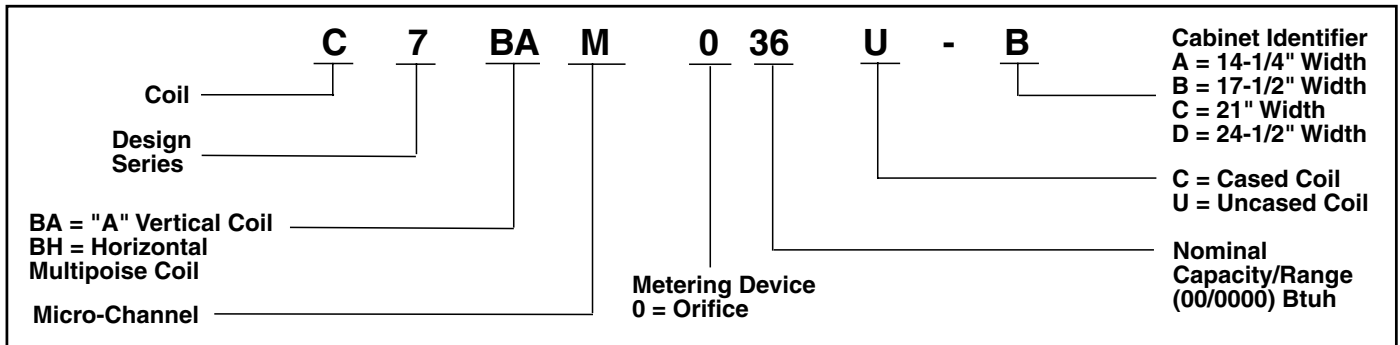 C 7 BA M 0 36 U - B
Coil
Design
Series
BA = "A" Vertical Coil
BH = Horizontal
Multipoise Coil
Micro-Channel
Metering Device
0 = Orifice
Cabinet Identifier
A = 14-1/4" Width
B = 17-1/2" Width
C = 21" Width
D = 24-1/2" Width
C = Cased Coil
U = Uncased Coil
Nominal
Capacity/Range
(00/0000) Btuh